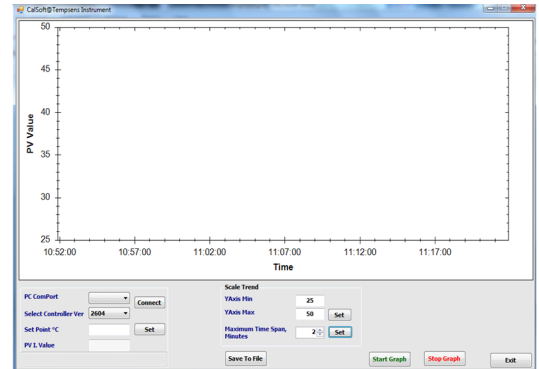 CalSoft@Tempsens Instrument
50
45
40
35
30
25
PV Value
10:52:00 10:57:00 11:02:00 11:07:00 11:12:00 11:17:00
Time
PC ComPort
Connect
Select Controller Ver 2604
Set Point °C Set
PV I. Value
Scale Trend
YAxis Min 25
YAxis Max 50 Set
Maximum Time Span,
Minutes 2 Set
Save To File
Start Graph Stop Graph Exit